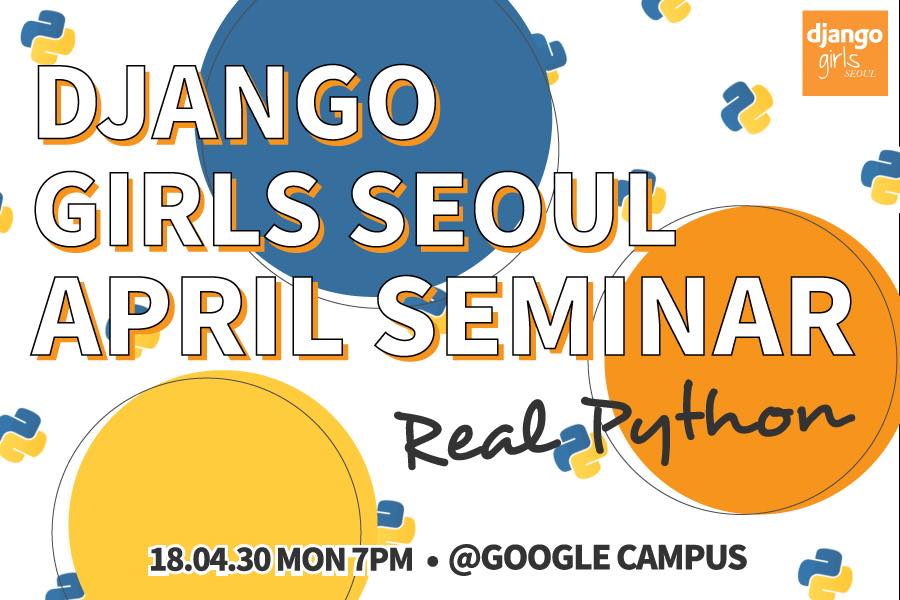 django
girls
SEOUL
DJANGO
GIRLS SEOUL
APRIL SEMINAR
Real Python
18.04.30 MON 7PM • @GOOGLE CAMPUS